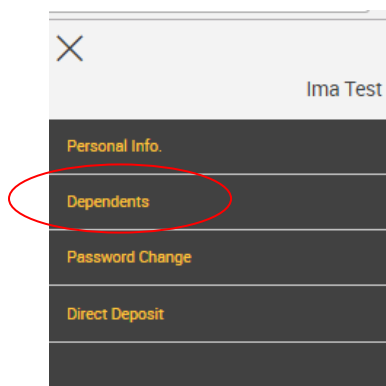 Ima Test
Personal Info.
Dependents
Password Change
Direct Deposit